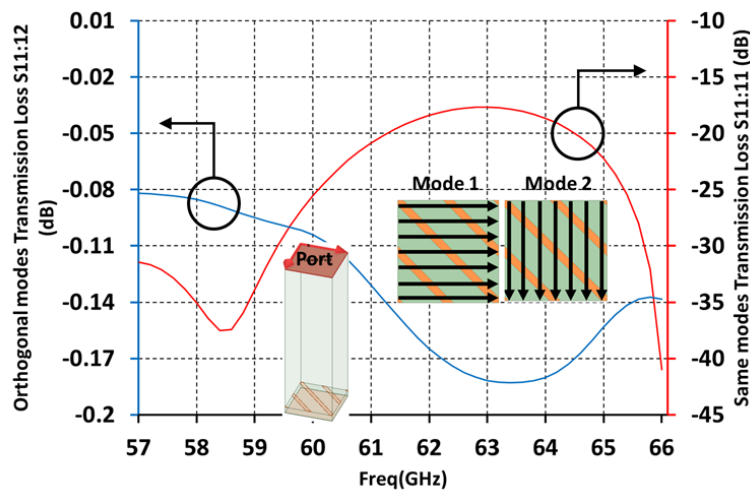 Orthogonal modes Transmission Loss S11:12
(dB)
0.01
-0.02
-0.05
-0.08
-0.11
-0.14
-0.17
-0.2
-10
-15
-20
-25
-30
-35
-40
-45
Same modes Transmission Loss S11:11 (dB)
Mode 1 Mode 2
Port
57 58 59 60 61 62 63 64 65 66
Freq(GHz)